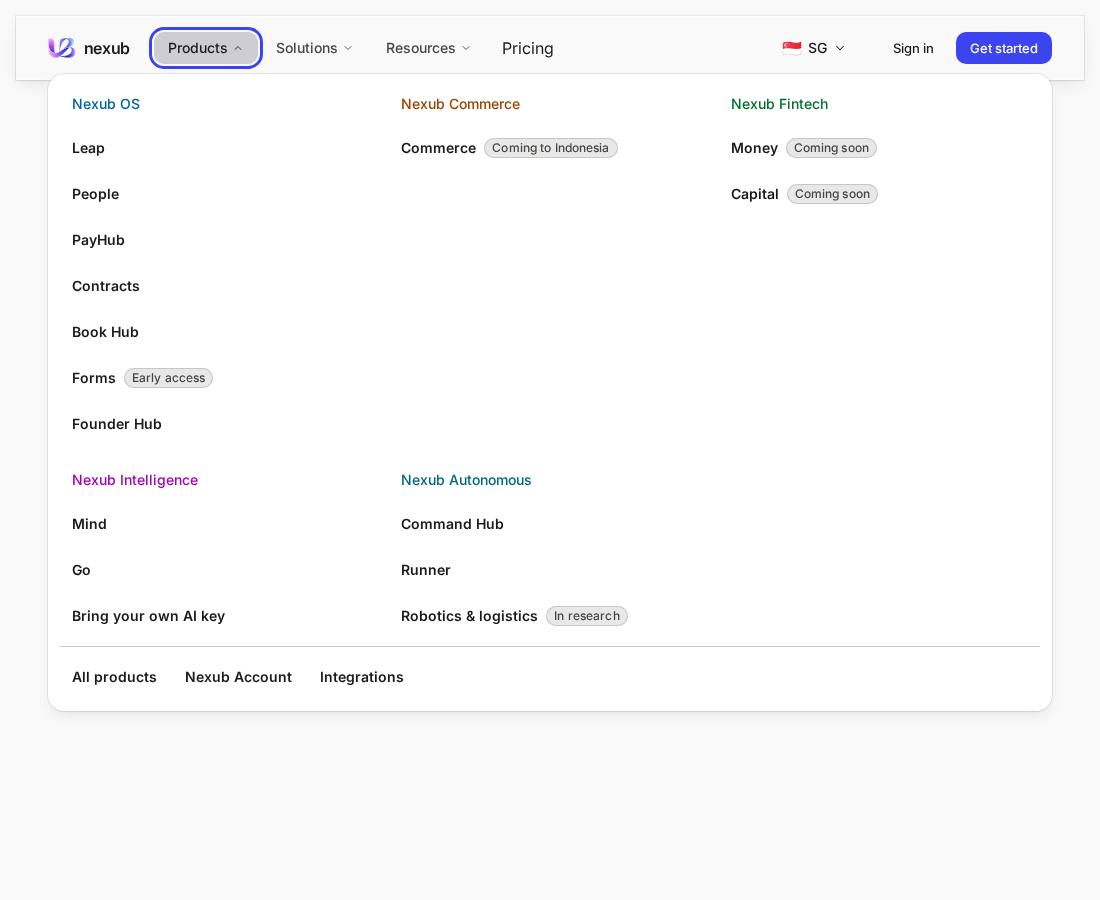 nexub Products Solutions Resources Pricing SG Sign in Get started
Nexub OS Nexub Commerce Nexub Fintech
Leap Commerce Coming to Indonesia Money Coming soon
People Capital Coming soon
PayHub
Contracts
Book Hub
Forms Early access
Founder Hub
Nexub Intelligence Nexub Autonomous
Mind Command Hub
Go Runner
Bring your own AI key Robotics & logistics In research
All products Nexub Account Integrations